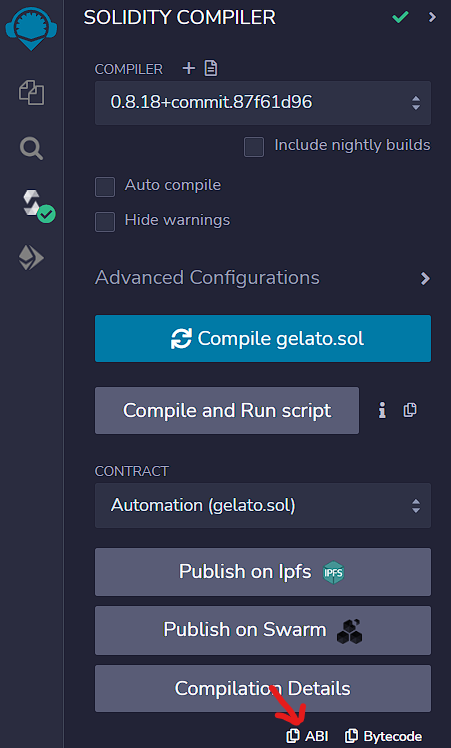 SOLIDITY COMPILER
COMPILER
0.8.18+commit.87f61d96
Include nightly builds
Auto compile
Hide warnings
Advanced Configurations
Compile gelato.sol
Compile and Run script
CONTRACT
Automation (gelato.sol)
Publish on Ipfs IPFS
Publish on Swarm
Compilation Details
ABI Bytecode